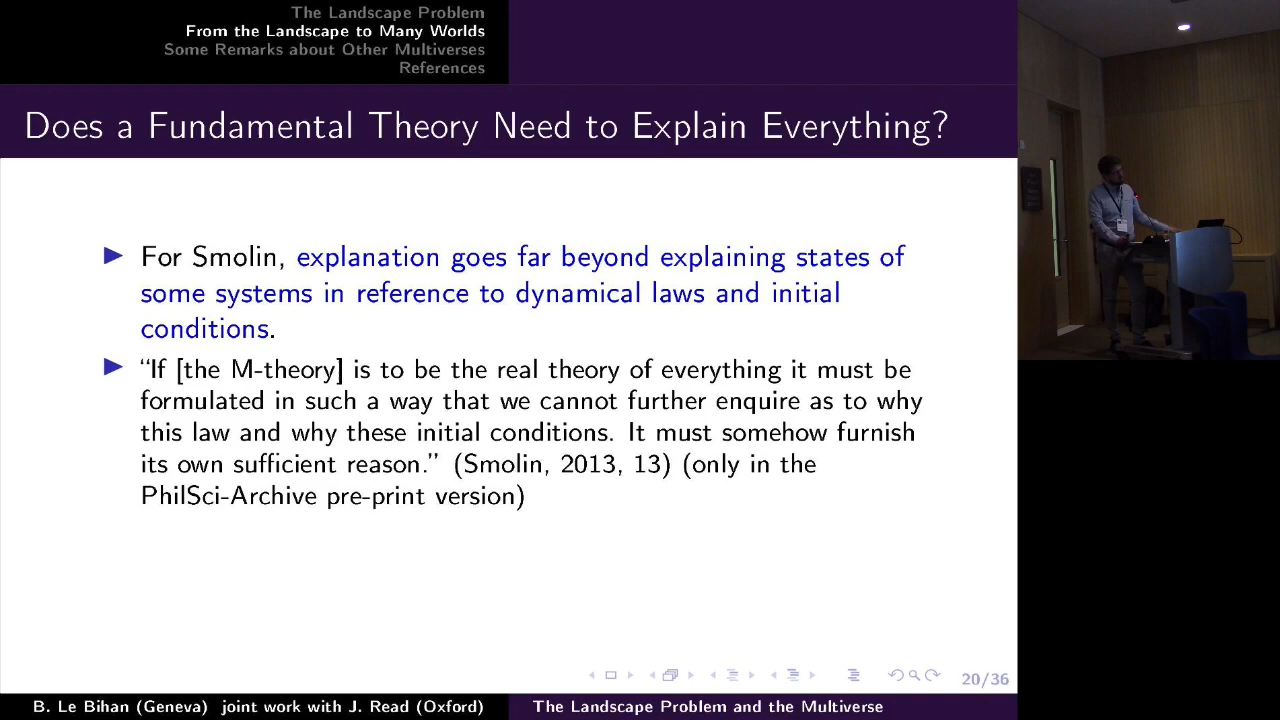 The Landscape Problem
From the Landscape to Many Worlds
Some Remarks about Other Multiverses
References
Does a Fundamental Theory Need to Explain Everything?
For Smolin, explanation goes far beyond explaining states of
some systems in reference to dynamical laws and initial
conditions.
“If [the M-theory] is to be the real theory of everything it must be
formulated in such a way that we cannot further enquire as to why
this law and why these initial conditions. It must somehow furnish
its own sufficient reason.” (Smolin, 2013, 13) (only in the
PhilSci-Archive pre-print version)
20/36
B. Le Bihan (Geneva) joint work with J. Read (Oxford)
The Landscape Problem and the Multiverse